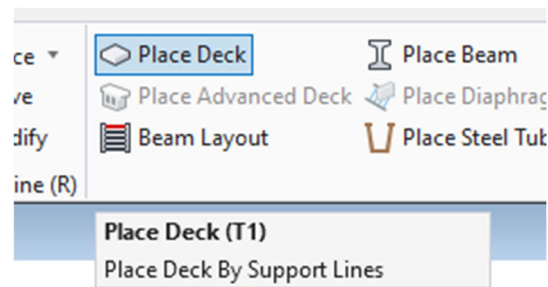 ce Place Deck Place Beam
ve Place Advanced Deck Place Diaphrag
dify Beam Layout Place Steel Tub
ine (R)
Place Deck (T1)
Place Deck By Support Lines